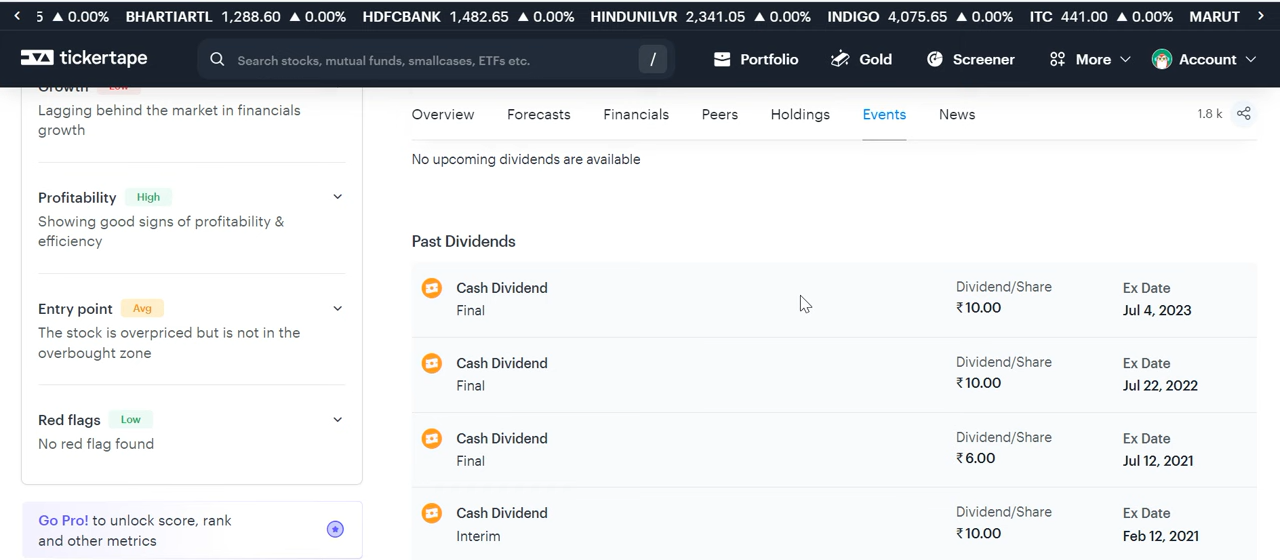 5 ▲ 0.00% BHARTIARTL 1,288.60 ▲ 0.00% HDFCBANK 1,482.65 ▲ 0.00% HINDUNILVR 2,341.05 ▲ 0.00% INDIGO 4,075.65 ▲ 0.00% ITC 441.00 ▲ 0.00% MARUT
tickertape
Search stocks, mutual funds, smallcases, ETFs etc. /
Portfolio Gold Screener More Account
Growth Low
Lagging behind the market in financials
growth
Profitability High
Showing good signs of profitability &
efficiency
Entry point Avg
The stock is overpriced but is not in the
overbought zone
Red flags Low
No red flag found
Go Pro! to unlock score, rank
and other metrics
Overview Forecasts Financials Peers Holdings Events News 1.8 k
No upcoming dividends are available
Past Dividends
Cash Dividend Dividend/Share Ex Date
Final ₹10.00 Jul 4, 2023
Cash Dividend Dividend/Share Ex Date
Final ₹10.00 Jul 22, 2022
Cash Dividend Dividend/Share Ex Date
Final ₹6.00 Jul 12, 2021
Cash Dividend Dividend/Share Ex Date
Interim ₹10.00 Feb 12, 2021